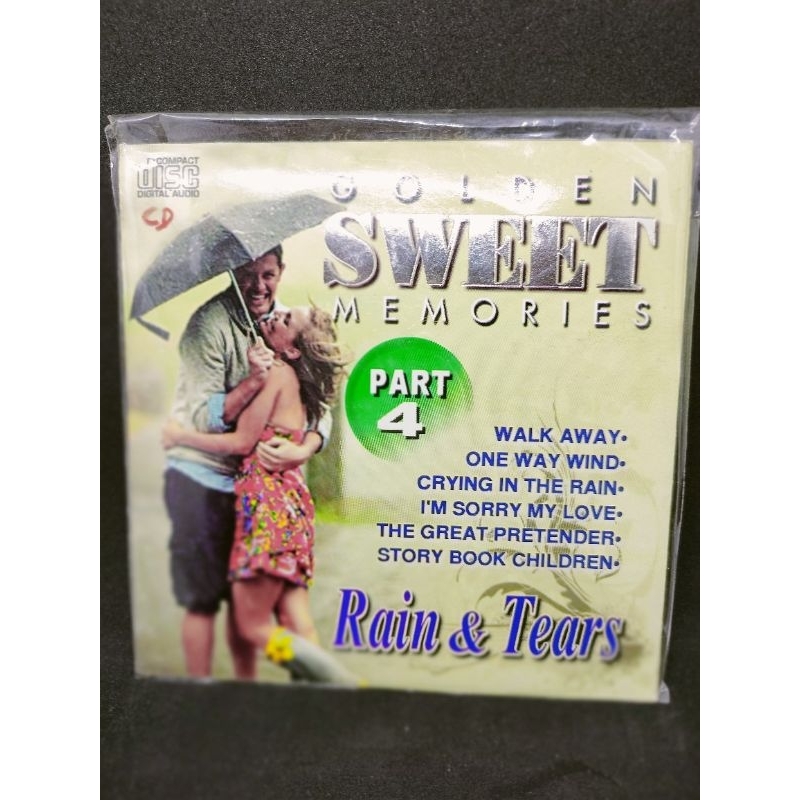 COMPACT
DISC
DIGITAL AUDIO
CD
GOLDEN
SWEET
MEMORIES
PART
4
WALK AWAY•
ONE WAY WIND•
CRYING IN THE RAIN•
I'M SORRY MY LOVE•
THE GREAT PRETENDER•
STORY BOOK CHILDREN•
Rain & Tears